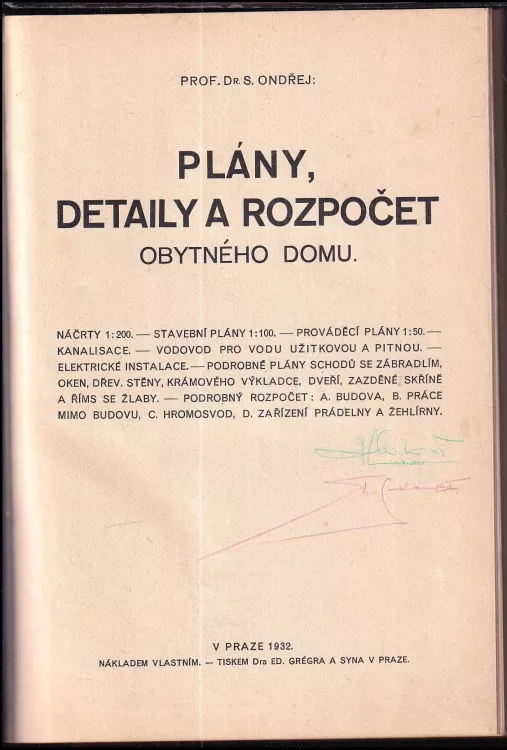 PROF. DR. S. ONDŘEJ:
PLÁNY,
DETAILY A ROZPOČET
OBYTNÉHO DOMU.
NÁČRTY 1:200. — STAVEBNÍ PLÁNY 1:100. — PROVÁDĚCÍ PLÁNY 1:50. —
KANALISACE. — VODOVOD PRO VODU UŽITKOVOU A PITNOU. —
ELEKTRICKÉ INSTALACE. — PODROBNÉ PLÁNY SCHODŮ SE ZÁBRADLÍM,
OKEN, DŘEV. STĚNY, KRÁMOVÉHO VÝKLADCE, DVEŘÍ, ZAZDĚNÉ SKŘÍNĚ
A ŘÍMS SE ŽLABY. — PODROBNÝ ROZPOČET: A. BUDOVA, B. PRÁCE
MIMO BUDOVU, C. HROMOSVOD, D. ZAŘÍZENÍ PRÁDELNY A ŽEHLÍRNY.
V PRAZE 1932.
NÁKLADEM VLASTNÍM. — TISKEM Dra ED. GRÉGRA A SYNA V PRAZE.